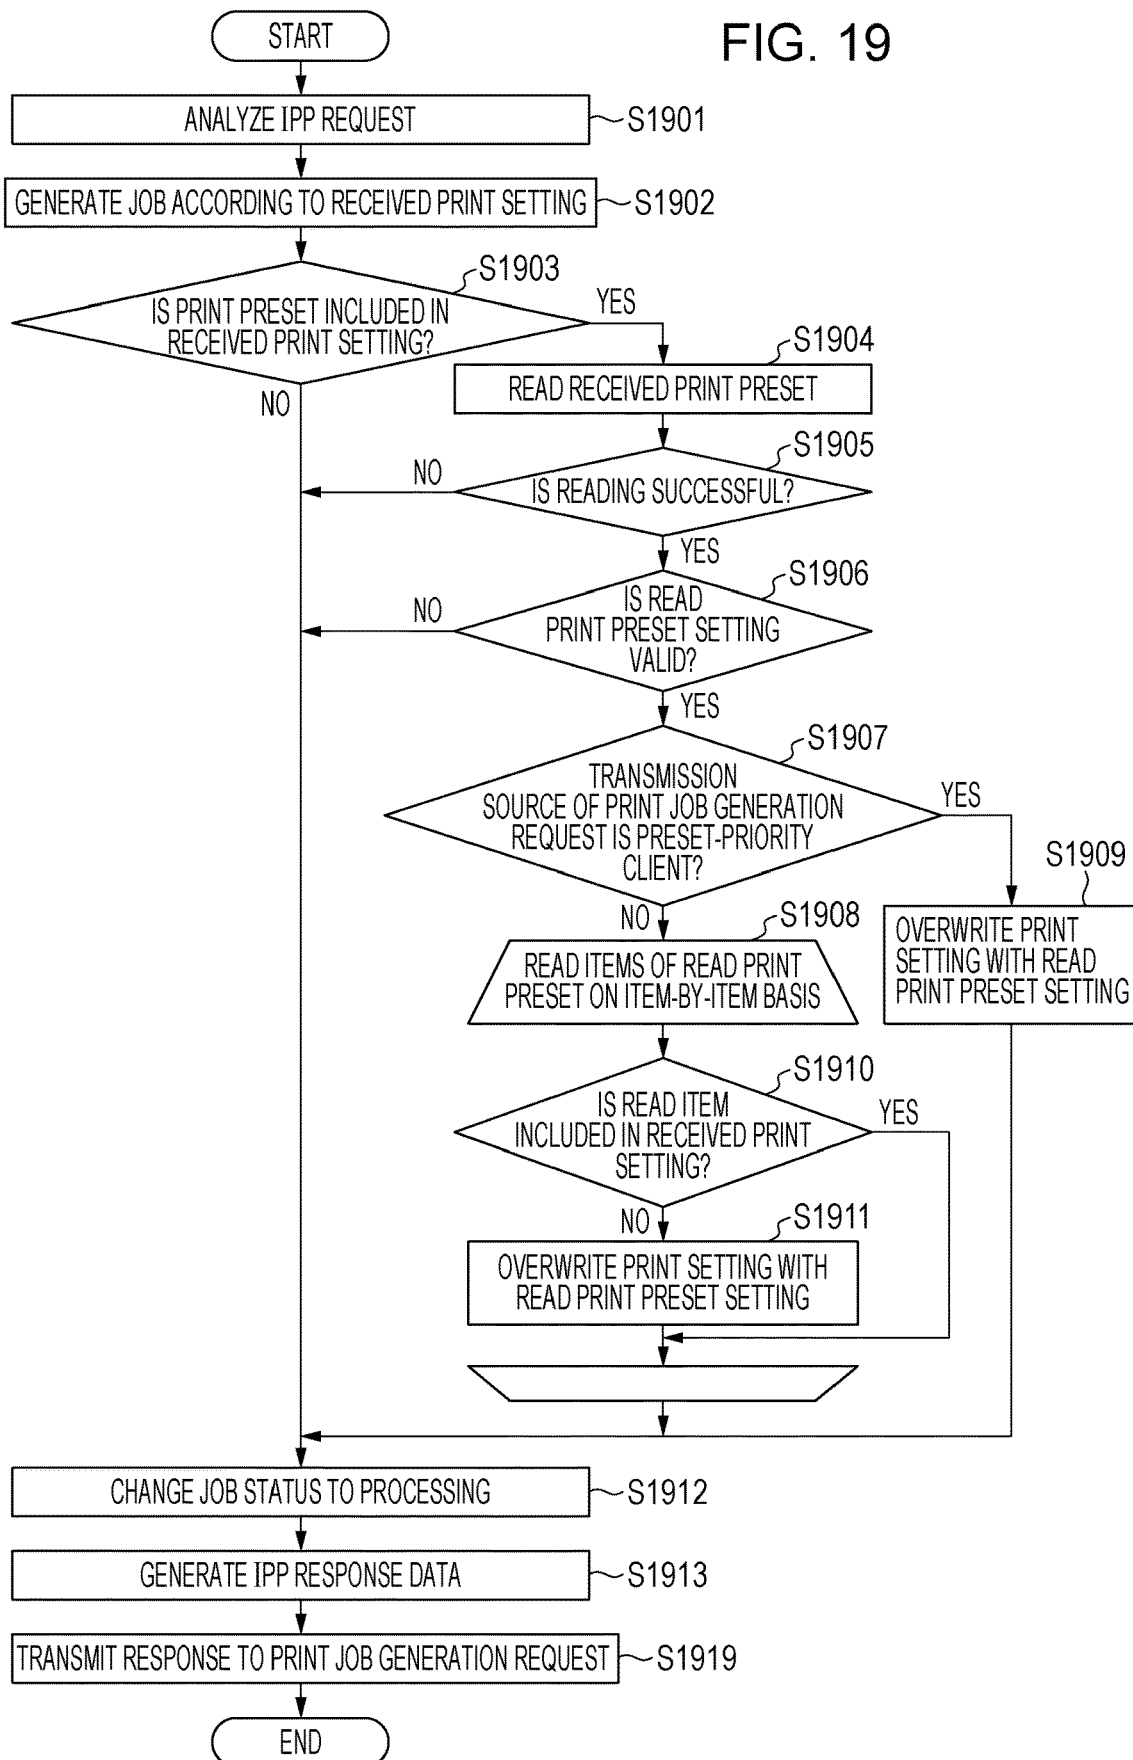 FIG. 19
START
ANALYZE IPP REQUEST
S1901
GENERATE JOB ACCORDING TO RECEIVED PRINT SETTING
S1902
S1903
IS PRINT PRESET INCLUDED IN
RECEIVED PRINT SETTING?
YES
NO
S1904
READ RECEIVED PRINT PRESET
S1905
IS READING SUCCESSFUL?
NO
YES
S1906
IS READ
PRINT PRESET SETTING
VALID?
NO
YES
S1907
TRANSMISSION
SOURCE OF PRINT JOB GENERATION
REQUEST IS PRESET-PRIORITY
CLIENT?
YES
NO
S1909
OVERWRITE PRINT
SETTING WITH READ
PRINT PRESET SETTING
S1908
READ ITEMS OF READ PRINT
PRESET ON ITEM-BY-ITEM BASIS
S1910
IS READ ITEM
INCLUDED IN RECEIVED PRINT
SETTING?
YES
NO
S1911
OVERWRITE PRINT SETTING WITH
READ PRINT PRESET SETTING
CHANGE JOB STATUS TO PROCESSING
S1912
GENERATE IPP RESPONSE DATA
S1913
TRANSMIT RESPONSE TO PRINT JOB GENERATION REQUEST
S1919
END